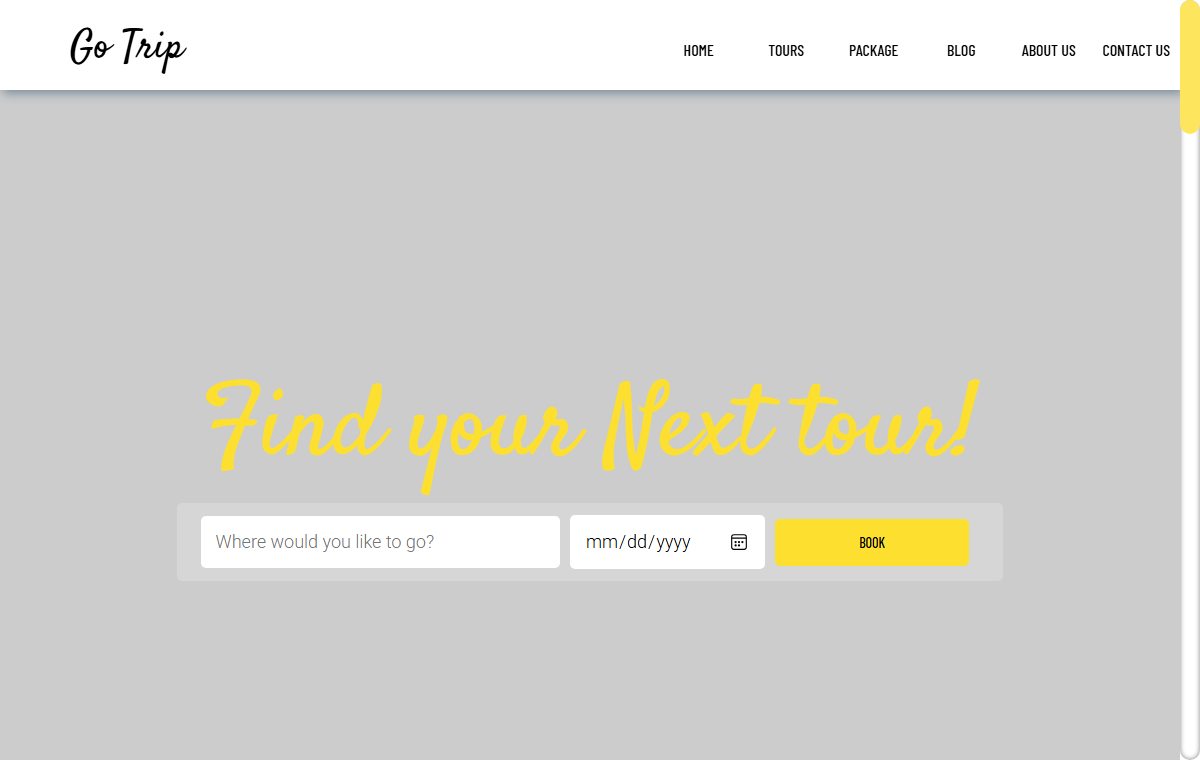 Go Trip
HOME TOURS PACKAGE BLOG ABOUT US CONTACT US
Find your Next tour!
Where would you like to go? mm/dd/yyyy BOOK